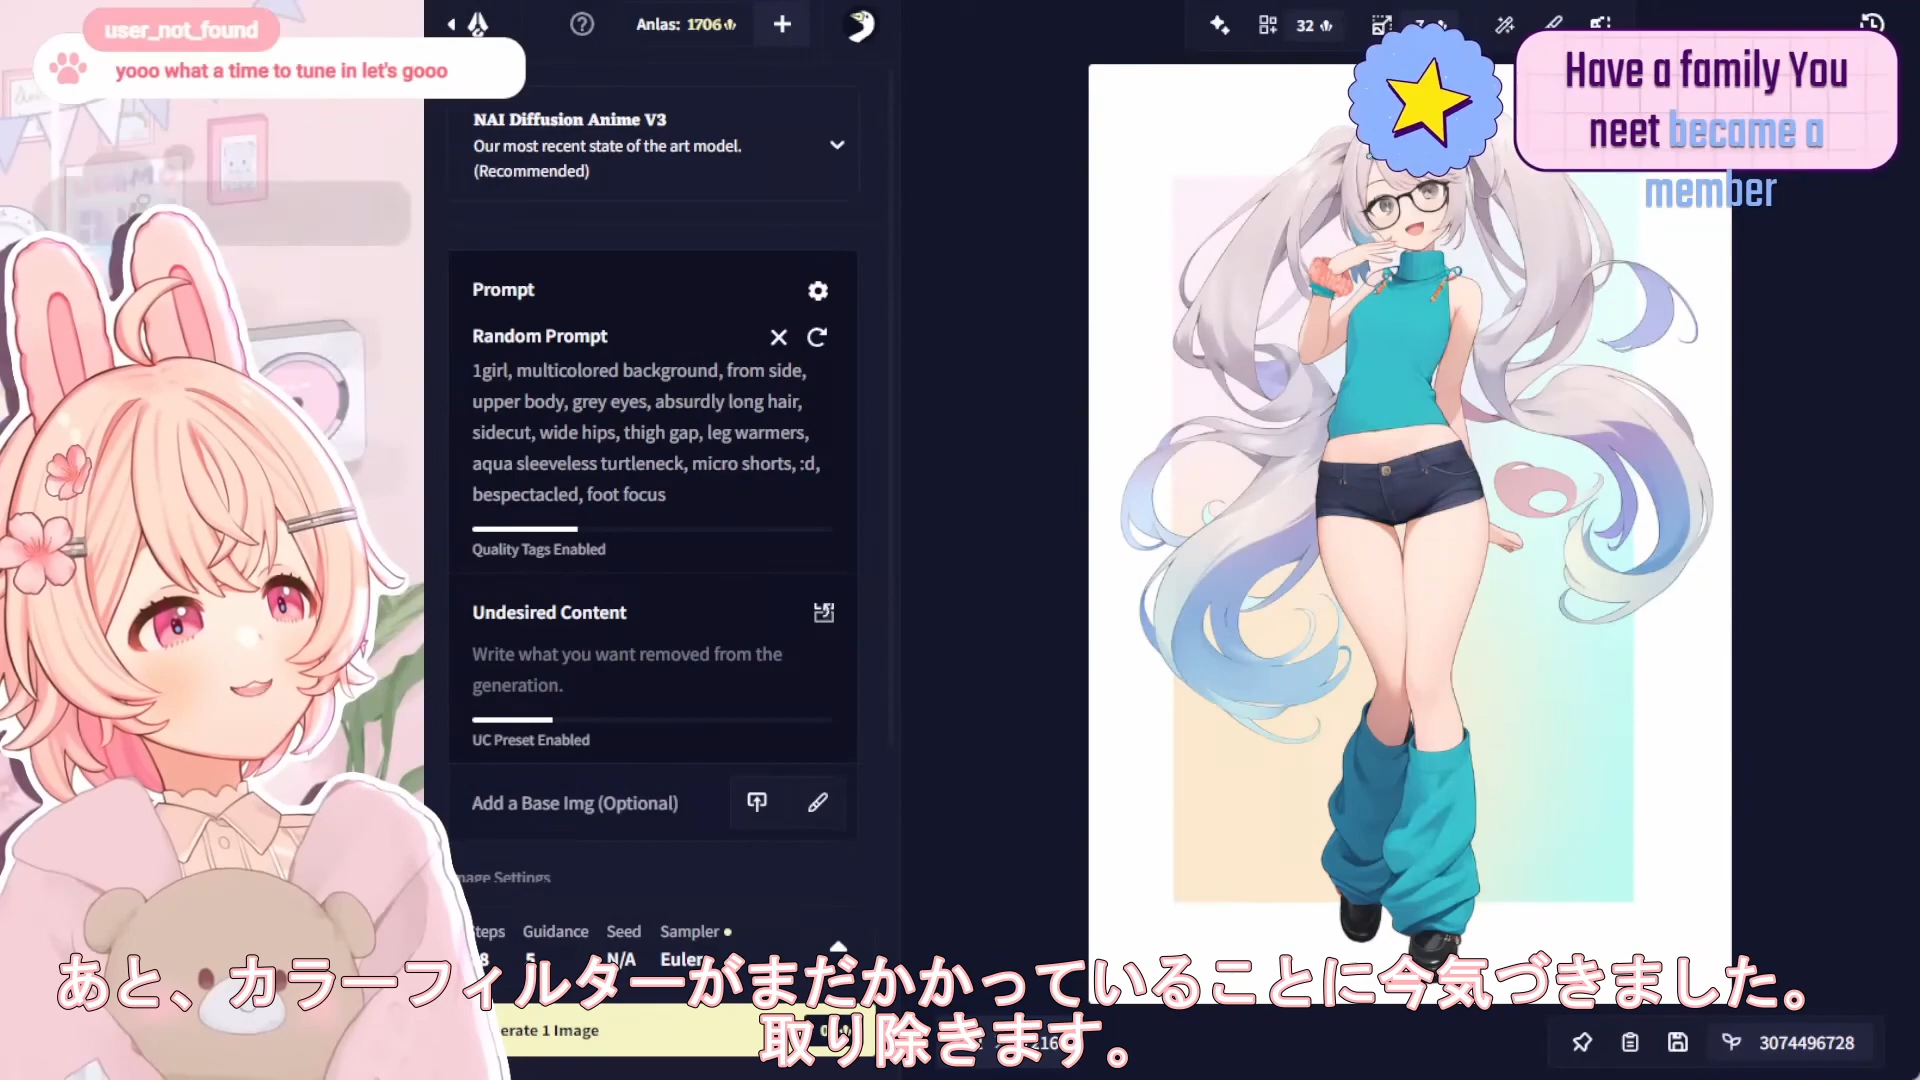 user_not_found
yooo what a time to tune in let's gooo
Anlas: 1706
32
Have a family You
neet became a
member
NAI Diffusion Anime V3
Our most recent state of the art model.
(Recommended)
Prompt
Random Prompt
1girl, multicolored background, from side,
upper body, grey eyes, absurdly long hair,
sidecut, wide hips, thigh gap, leg warmers,
aqua sleeveless turtleneck, micro shorts, :d,
bespectacled, foot focus
Quality Tags Enabled
Undesired Content
Write what you want removed from the
generation.
UC Preset Enabled
Add a Base Img (Optional)
Settings
Guidance Seed Sampler
5 N/A Euler
あと、カラーフィルターがまだかかっていることに今気づきました。
取り除きます。
erate 1 Image
3074496728